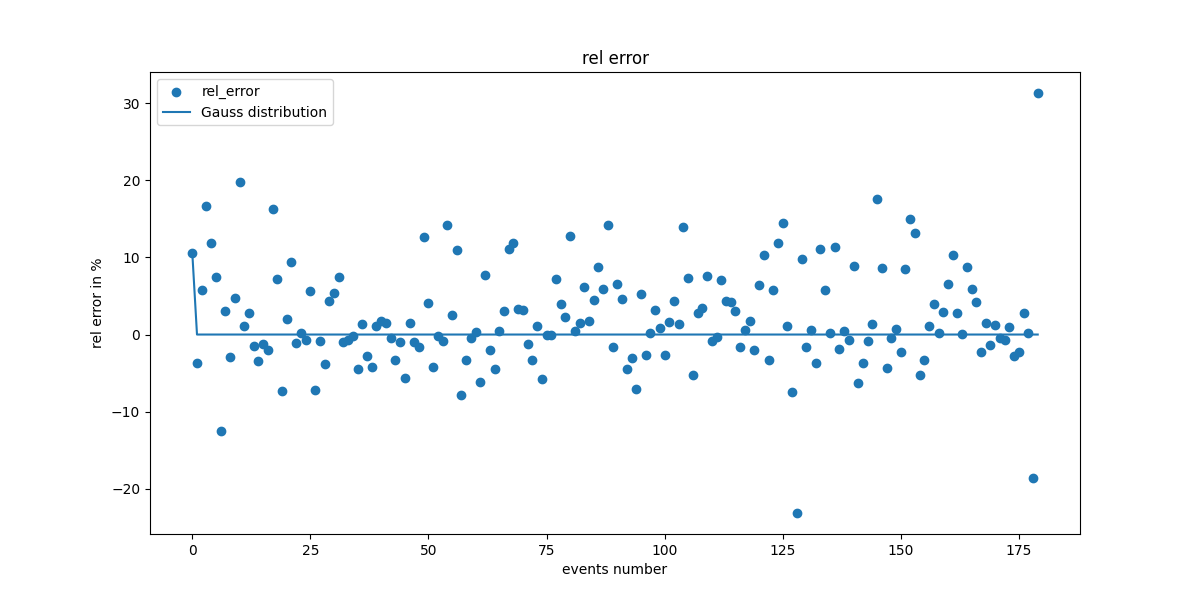 rel error
rel_error
Gauss distribution
rel error in %
30
20
10
0
−10
−20
0
25
50
75
100
125
150
175
events number